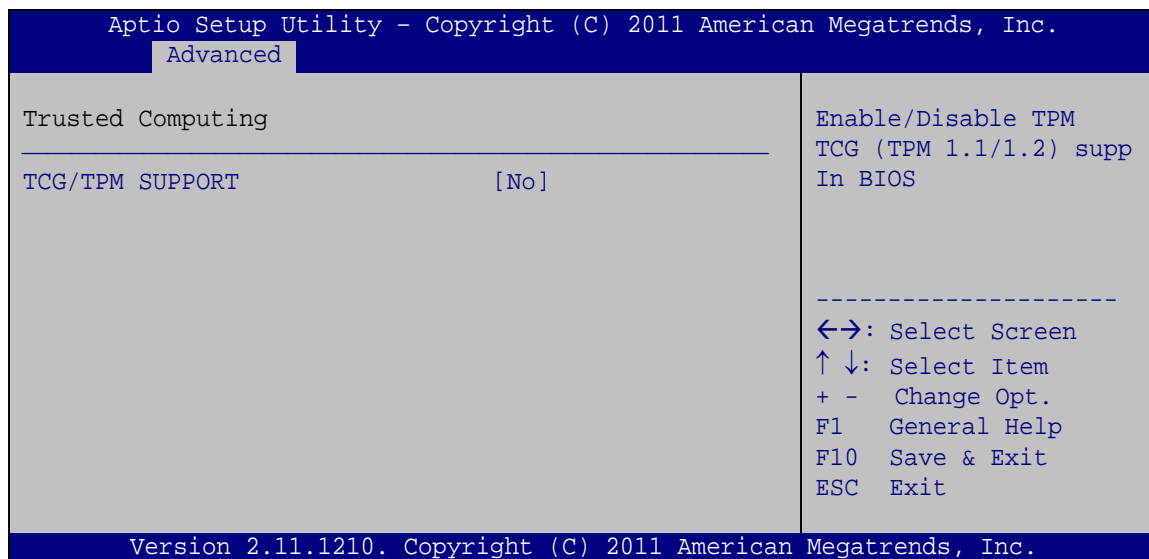 Aptio Setup Utility – Copyright (C) 2011 American Megatrends, Inc.
Advanced
Trusted Computing
TCG/TPM SUPPORT [No]
Enable/Disable TPM
TCG (TPM 1.1/1.2) supp
In BIOS
----------------------
←→: Select Screen
↑ ↓: Select Item
+ - Change Opt.
F1 General Help
F10 Save & Exit
ESC Exit
Version 2.11.1210. Copyright (C) 2011 American Megatrends, Inc.